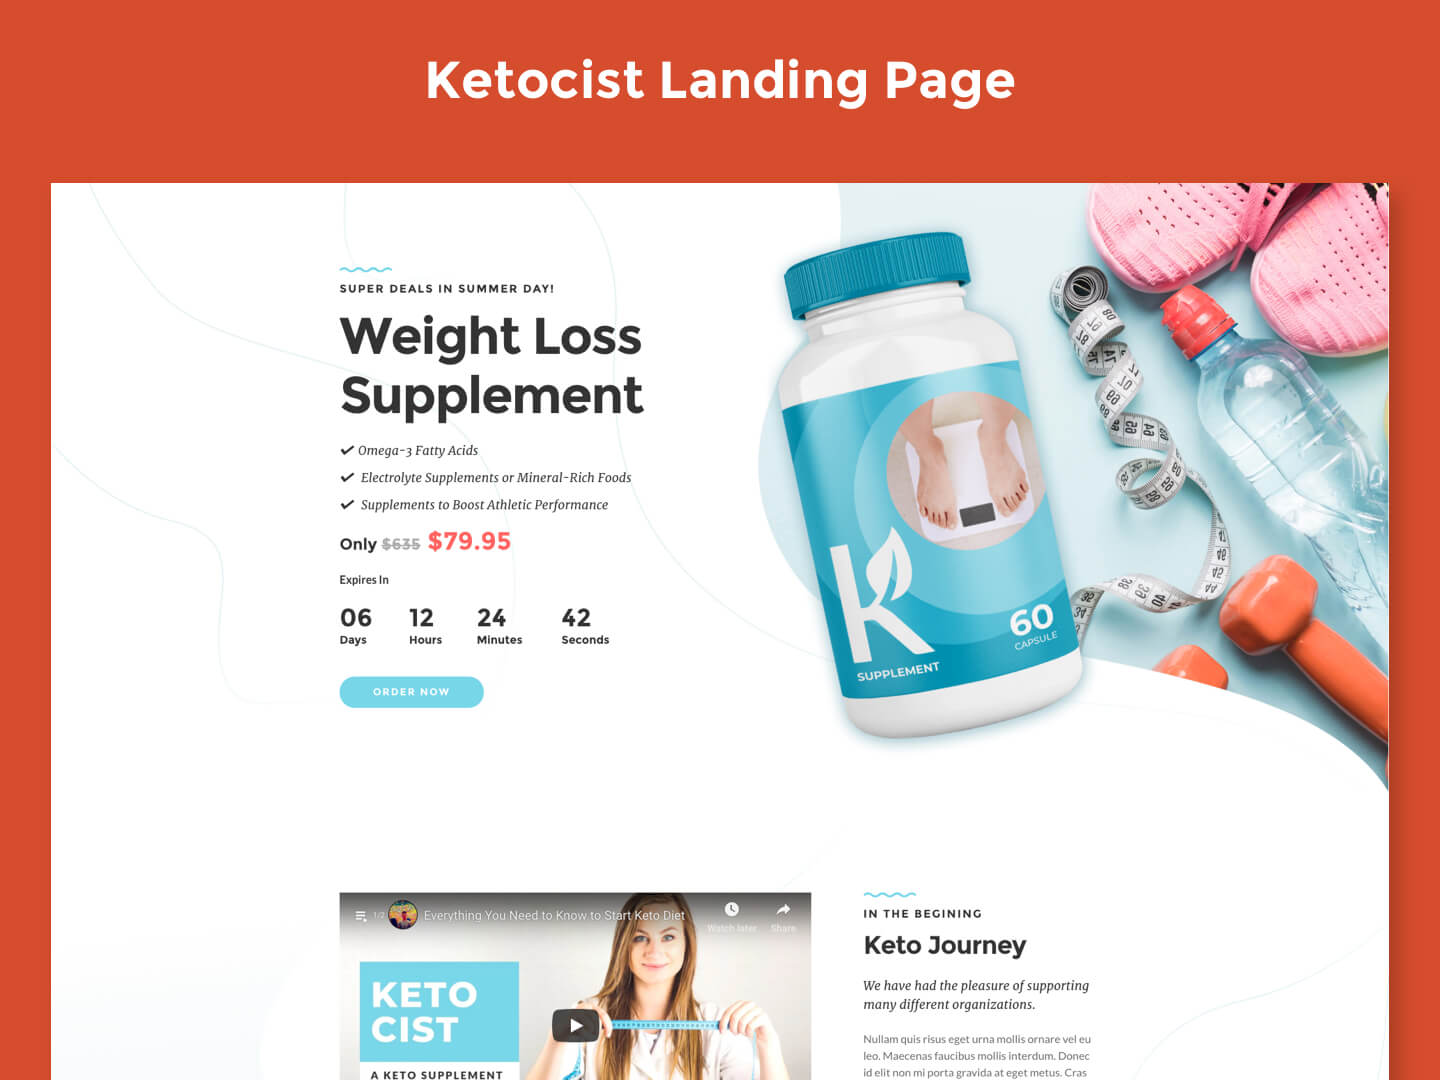 Ketocist Landing Page
SUPER DEALS IN SUMMER DAY!
Weight Loss
Supplement
Omega-3 Fatty Acids
Electrolyte Supplements or Mineral-Rich Foods
Supplements to Boost Athletic Performance
Only $635 $79.95
Expires In
06 12 24 42
Days Hours Minutes Seconds
ORDER NOW
k
SUPPLEMENT
60
CAPSULE
1/2 Everything You Need to Know to Start Keto Diet
Watch later Share
KETO
CIST
A KETO SUPPLEMENT
IN THE BEGINING
Keto Journey
We have had the pleasure of supporting
many different organizations.
Nullam quis risus eget urna mollis ornare vel eu
leo. Maecenas faucibus mollis interdum. Donec
id elit non mi porta gravida at eget metus. Cras